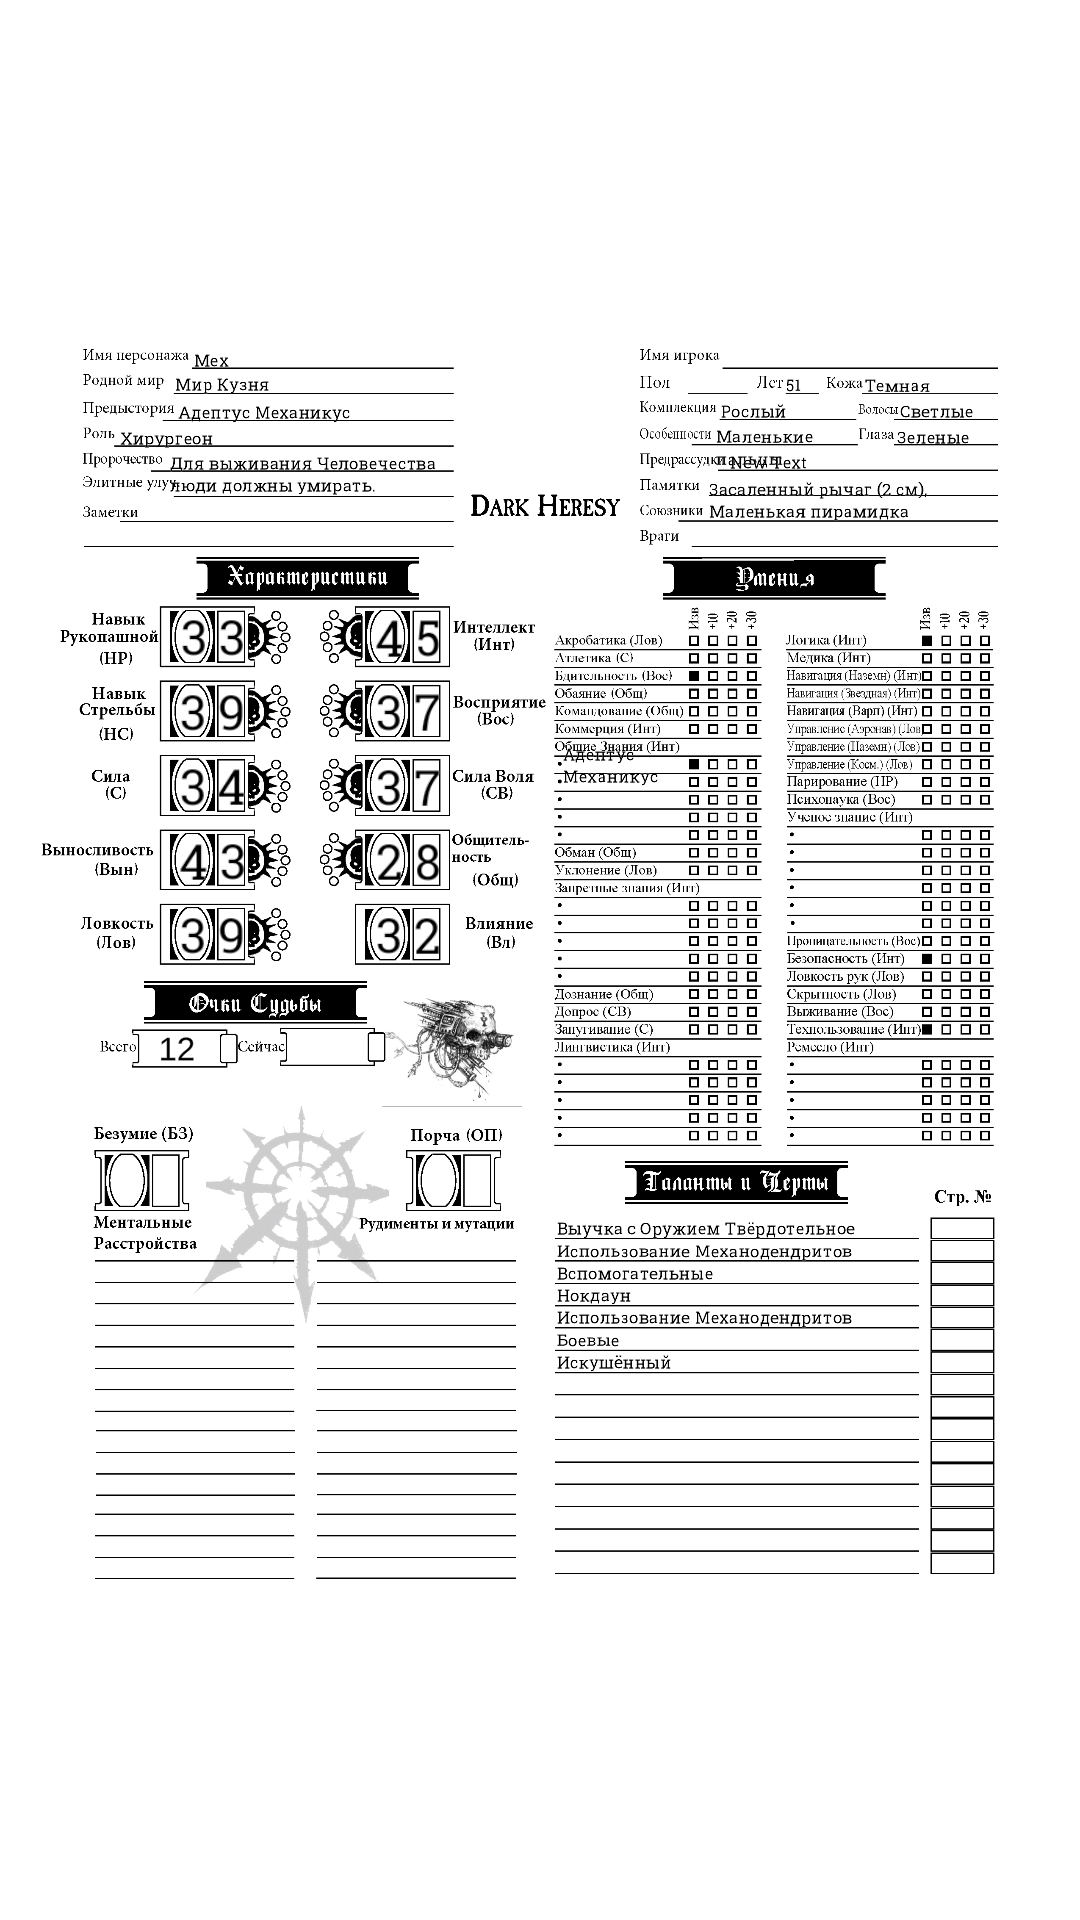 Имя персонажа Мех
Родной мир Мир Кузня
Предыстория Адептус Механикус
Роль Хирургеон
Пророчество Для выживания Человечества
Элитные улуч люди должны умирать.
Заметки
Имя игрока
Пол Лет 51 Кожа Темная
Комплекция Рослый Волосы Светлые
Особенности Маленькие Глаза Зеленые
Предрассудки пальцы New Text
Памятки Засаленный рычаг (2 см),
Союзники Маленькая пирамидка
Враги
DARK HERESY
Характеристики
Навык Рукопашной (НР) 33
Интеллект (Инт) 45
Навык Стрельбы (НС) 39
Восприятие (Вос) 37
Сила (С) 34
Сила Воли (СВ) 37
Выносливость (Вын) 43
Общитель-
ность
(Общ) 28
Ловкость (Лов) 39
Влияние (Вл) 32
Очки Судьбы
Всего 12 Сейчас
Безумие (БЗ)
Порча (ОП)
Ментальные
Расстройства
Рудименты и мутации
Умения
Изв +10 +20 +30
Акробатика (Лов)
Атлетика (С)
Бдительность (Вос)
Обаяние (Общ)
Командование (Общ)
Коммерция (Инт)
Общие Знания (Инт)
• Адептус
• Механикус
•
•
•
Обман (Общ)
Уклонение (Лов)
Запретные знания (Инт)
•
•
•
•
•
Дознание (Общ)
Допрос (СВ)
Запугивание (С)
Лингвистика (Инт)
•
•
•
•
•
Изв +10 +20 +30
Логика (Инт)
Медика (Инт)
Навигация (Наземн) (Инт)
Навигация (Звездная) (Инт)
Навигация (Варп) (Инт)
Управление (Аэронав) (Лов
Управление (Наземн) (Лов)
Управление (Косм.) (Лов)
Парирование (НР)
Психонаука (Вос)
Ученое знание (Инт)
•
•
•
•
•
•
Проницательность (Вос)
Безопасность (Инт)
Ловкость рук (Лов)
Скрытность (Лов)
Выживание (Вос)
Технользование (Инт)
Ремесло (Инт)
•
•
•
•
•
Таланты и Черты
Стр. №
Выучка с Оружием Твёрдотельное
Использование Механодендритов
Вспомогательные
Нокдаун
Использование Механодендритов
Боевые
Искушённый